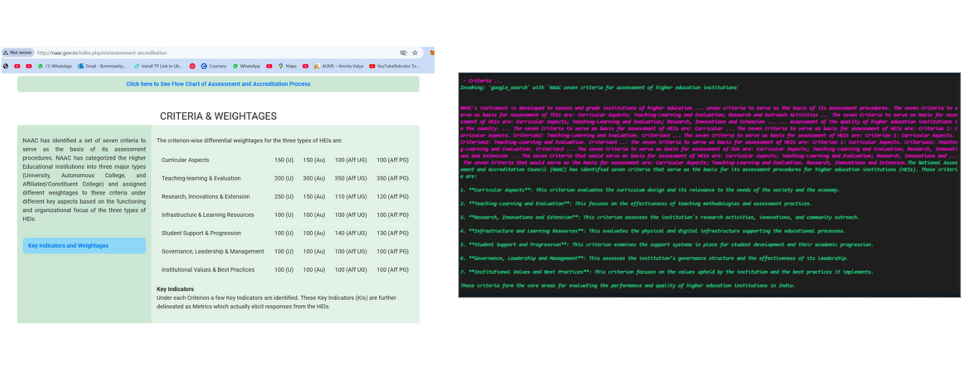 Not secure http://naac.gov.in/index.php/en/assessment-accreditation
(1) WhatsApp Email - Bommisetty,... Install TP Link in Ub... Coursera WhatsApp Maps AUMS – Amrita Vidya YouTubeRobotics To...
Click here to See Flow Chart of Assessment and Accreditation Process
CRITERIA & WEIGHTAGES
NAAC has identified a set of seven criteria to
serve as the basis of its assessment
procedures. NAAC has categorized the Higher
Educational Institutions into three major types
(University, Autonomous College, and
Affiliated/Constituent College) and assigned
different weightages to these criteria under
different key aspects based on the functioning
and organizational focus of the three types of
HEIs.
Key Indicators and Weightages
The criterion-wise differential weightages for the three types of HEIs are:
Curricular Aspects 150 (U) 150 (Au) 100 (Aff UG) 100 (Aff PG)
Teaching-learning & Evaluation 200 (U) 300 (Au) 350 (Aff UG) 350 (Aff PG)
Research, Innovations & Extension 250 (U) 150 (Au) 110 (Aff UG) 120 (Aff PG)
Infrastructure & Learning Resources 100 (U) 100 (Au) 100 (Aff UG) 100 (Aff PG)
Student Support & Progression 100 (U) 100 (Au) 140 (Aff UG) 130 (Aff PG)
Governance, Leadership & Management 100 (U) 100 (Au) 100 (Aff UG) 100 (Aff PG)
Institutional Values & Best Practices 100 (U) 100 (Au) 100 (Aff UG) 100 (Aff PG)
Key Indicators
Under each Criterion a few Key Indicators are identified. These Key Indicators (KIs) are further
delineated as Metrics which actually elicit responses from the HEIs.
- Criteria ...
Invoking: `google_search` with `NAAC seven criteria for assessment of higher education institutions`
NAAC's instrument is developed to assess and grade institutions of higher education ... seven criteria to serve as the basis of its assessment procedures. The seven Criteria to s
erve as basis for assessment of HEIs are: Curricular Aspects; Teaching-Learning and Evaluation; Research and Outreach Activities ... The seven Criteria to serve as basis for asses
sment of HEIs are: Curricular Aspects; Teaching-Learning and Evaluation; Research, Innovations and Extension ... ... assessment of the quality of higher education institutions in
the country. ... The seven Criteria to serve as basis for assessment of HEIs are: Curricular ... The seven Criteria to serve as basis for assessment of HEIs are: Criterion 1: C
urricular Aspects. Criterion2: Teaching-Learning and Evaluation. Criterion3 ... The seven Criteria to serve as basis for assessment of HEIs are: Criterion 1: Curricular Aspects.
and Extension ... The seven Criteria that would serve as the basis for assessment are: Curricular Aspects; Teaching-Learning and Evaluation; Research, Innovations and ...
The seven Criteria that would serve as the basis for assessment are: Curricular Aspects; Teaching-Learning and Evaluation; Research, Innovations and Extension.The National Asses
sment and Accreditation Council (NAAC) has identified seven criteria that serve as the basis for its assessment procedures for higher education institutions (HEIs). These criteri
a are:
1. **Curricular Aspects**: This criterion evaluates the curriculum design and its relevance to the needs of the society and the economy.
2. **Teaching-Learning and Evaluation**: This focuses on the effectiveness of teaching methodologies and assessment practices.
3. **Research, Innovations and Extension**: This criterion assesses the institution's research activities, innovations, and community outreach.
4. **Infrastructure and Learning Resources**: This evaluates the physical and digital infrastructure supporting the educational processes.
5. **Student Support and Progression**: This criterion examines the support systems in place for student development and their academic progression.
6. **Governance, Leadership and Management**: This assesses the institution's governance structure and the effectiveness of its leadership.
7. **Institutional Values and Best Practices**: This criterion focuses on the values upheld by the institution and the best practices it implements.
These criteria form the core areas for evaluating the performance and quality of higher education institutions in India.